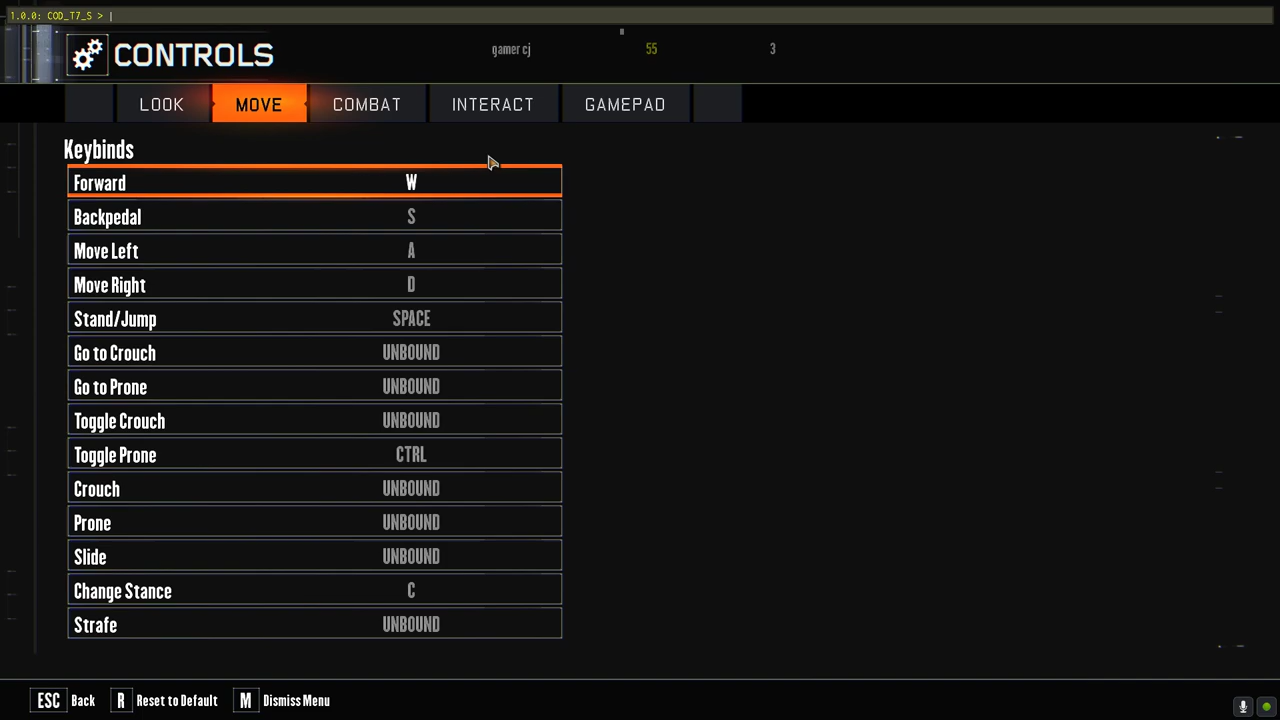 1.0.0: COD_T7_S > |
CONTROLS
gamer cj 55 3
LOOK MOVE COMBAT INTERACT GAMEPAD
Keybinds
Forward W
Backpedal S
Move Left A
Move Right D
Stand/Jump SPACE
Go to Crouch UNBOUND
Go to Prone UNBOUND
Toggle Crouch UNBOUND
Toggle Prone CTRL
Crouch UNBOUND
Prone UNBOUND
Slide UNBOUND
Change Stance C
Strafe UNBOUND
ESC Back R Reset to Default M Dismiss Menu